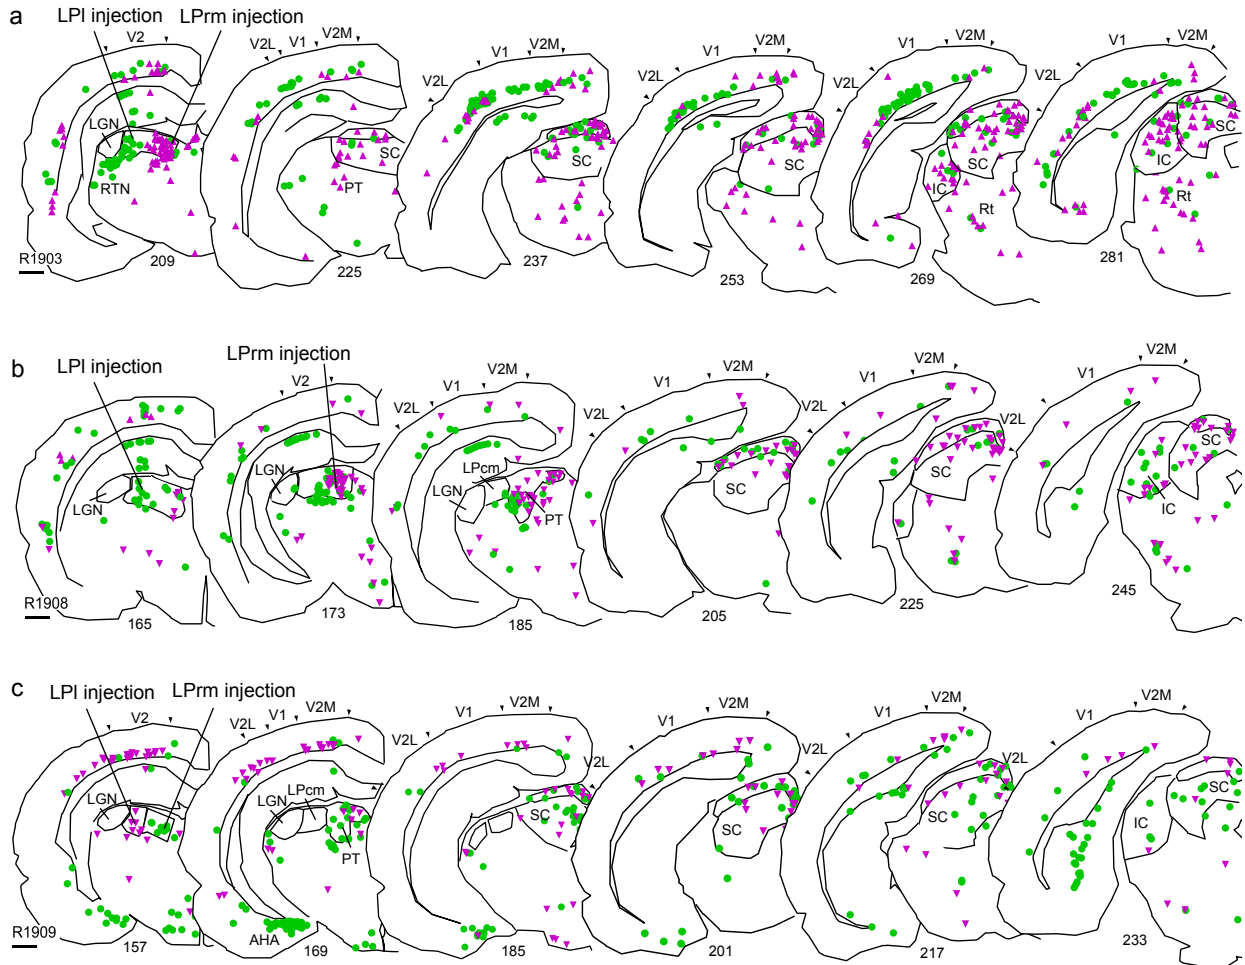 a
LPl injection
LPrm injection
V2
V2L
V1
V2M
V2L
V1
V2M
V2L
V1
V2M
V2L
V1
V2M
V2L
V1
V2M
LGN
RTN
SC
PT
SC
SC
SC
IC
Rt
SC
IC
Rt
R1903
209
225
237
253
269
281
b
LPl injection
LPrm injection
V2
V2L
V1
V2M
V2L
V1
V2M
V2L
V1
V2M
V2L
V1
V2M
LGN
LGN
LGN
LPcm
PT
SC
SC
SC
IC
R1908
165
173
185
205
225
245
c
LPl injection
LPrm injection
V2
V2L
V1
V2M
V2L
V1
V2M
V2L
V1
V2M
V2L
V1
V2M
V1
V2M
LGN
LGN
LPcm
PT
SC
SC
SC
IC
SC
AHA
R1909
157
169
185
201
217
233